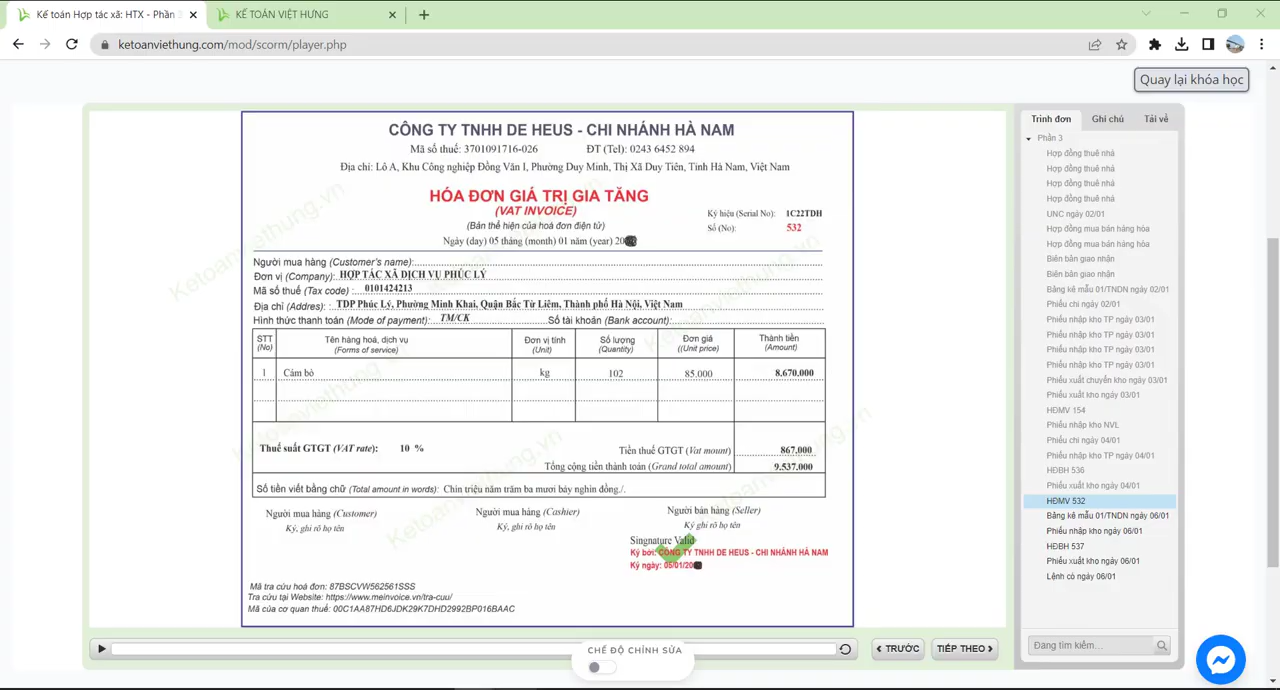 Kế toán Hợp tác xã: HTX - Phần
KẾ TOÁN VIỆT HƯNG
ketoanviethung.com/mod/scorm/player.php
Quay lại khóa học
CÔNG TY TNHH DE HEUS - CHI NHÁNH HÀ NAM
Mã số thuế: 3701091716-026 ĐT (Tel): 0243 6452 894
Địa chỉ: Lô A, Khu Công nghiệp Đồng Văn I, Phường Duy Minh, Thị Xã Duy Tiên, Tỉnh Hà Nam, Việt Nam
HÓA ĐƠN GIÁ TRỊ GIA TĂNG
(VAT INVOICE)
(Bản thể hiện của hoá đơn điện tử)
Ngày (day) 05 tháng (month) 01 năm (year) 20
Ký hiệu (Serial No): 1C22TDH
Số (No): 532
Người mua hàng (Customer's name):
Đơn vị (Company): HỢP TÁC XÃ DỊCH VỤ PHÚC LÝ
Mã số thuế (Tax code) : 0101424213
Địa chỉ (Addres): : TDP Phúc Lý, Phường Minh Khai, Quận Bắc Từ Liêm, Thành phố Hà Nội, Việt Nam
Hình thức thanh toán (Mode of payment): TM/CK Số tài khoản (Bank account):
STT Tên hàng hoá, dịch vụ Đơn vị tính Số lượng Đơn giá Thành tiền
(No) (Forms of service) (Unit) (Quantity) ((Unit price) (Amount)
1 Cám bò kg 102 85.000 8.670.000
Thuế suất GTGT (VAT rate): 10 % Tiền thuế GTGT (Vat mount) 867.000
Tổng cộng tiền thành toán (Grand total amount) 9.537.000
Số tiền viết bằng chữ (Total amount in words): Chín triệu năm trăm ba mươi bảy nghìn đồng./.
Người mua hàng (Customer) Người mua hàng (Cashier) Người bán hàng (Seller)
Ký, ghi rõ họ tên Ký, ghi rõ họ tên Ký, ghi rõ họ tên
Singnature Valid
Ký bởi: CÔNG TY TNHH DE HEUS - CHI NHÁNH HÀ NAM
Ký ngày: 05/01/20
Mã tra cứu hoá đơn: 87BSCVW562561SSS
Tra cứu tại Website: https://www.meinvoice.vn/tra-cuu/
Mã của cơ quan thuế: 00C1AA87HD6JDK29K7DHD2992BP016BAAC
Ketoanviethung.vn
Ketoanviethung.vn
Ketoanviethung.vn
Trình đơn Ghi chú Tải về
Phần 3
Hợp đồng thuê nhà
Hợp đồng thuê nhà
Hợp đồng thuê nhà
Hợp đồng thuê nhà
UNC ngày 02/01
Hợp đồng mua bán hàng hóa
Hợp đồng mua bán hàng hóa
Biên bản giao nhận
Biên bản giao nhận
Bảng kê mẫu 01/TNDN ngày 02/01
Phiếu chi ngày 02/01
Phiếu nhập kho TP ngày 03/01
Phiếu nhập kho TP ngày 03/01
Phiếu nhập kho TP ngày 03/01
Phiếu nhập kho TP ngày 03/01
Phiếu xuất chuyển kho ngày 03/01
Phiếu xuất kho ngày 03/01
HĐMV 154
Phiếu nhập kho NVL
Phiếu chi ngày 04/01
Phiếu nhập kho TP ngày 04/01
HĐBH 536
Phiếu xuất kho ngày 04/01
HĐMV 532
Bảng kê mẫu 01/TNDN ngày 06/01
Phiếu nhập kho ngày 06/01
HĐBH 537
Phiếu xuất kho ngày 06/01
Lệnh có ngày 06/01
Đang tìm kiếm...
TRƯỚC
TIẾP THEO
CHẾ ĐỘ CHỈNH SỬA